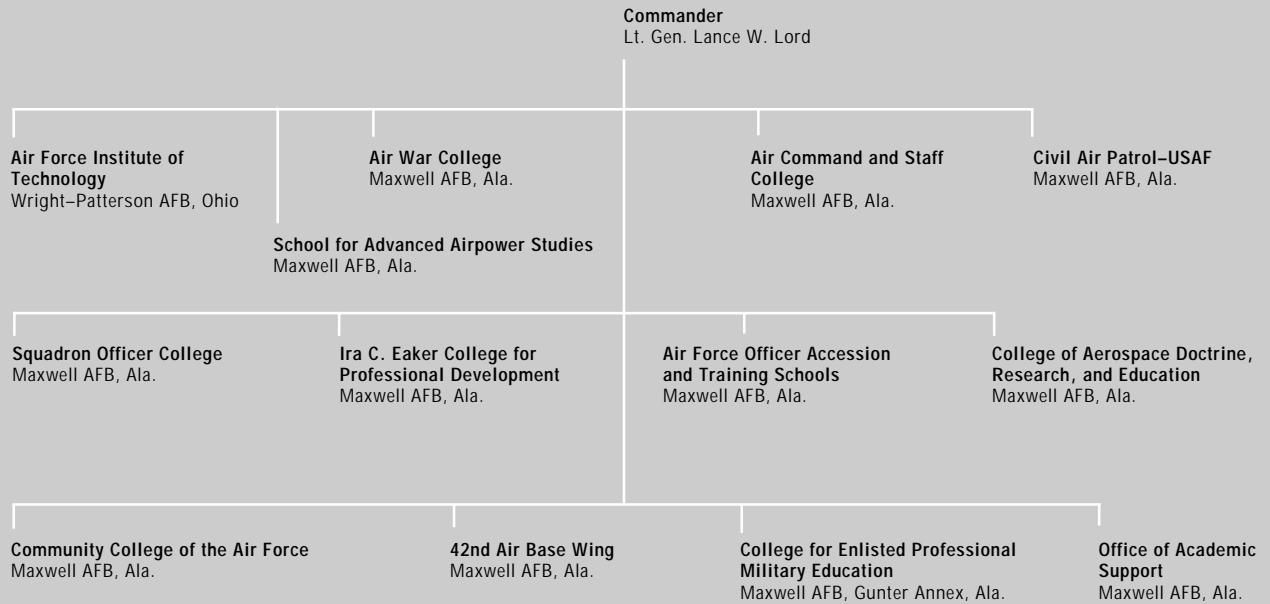 Commander
Lt. Gen. Lance W. Lord
Air Force Institute of
Technology
Wright–Patterson AFB, Ohio
Air War College
Maxwell AFB, Ala.
Air Command and Staff
College
Maxwell AFB, Ala.
Civil Air Patrol–USAF
Maxwell AFB, Ala.
School for Advanced Airpower Studies
Maxwell AFB, Ala.
Squadron Officer College
Maxwell AFB, Ala.
Ira C. Eaker College for
Professional Development
Maxwell AFB, Ala.
Air Force Officer Accession
and Training Schools
Maxwell AFB, Ala.
College of Aerospace Doctrine,
Research, and Education
Maxwell AFB, Ala.
Community College of the Air Force
Maxwell AFB, Ala.
42nd Air Base Wing
Maxwell AFB, Ala.
College for Enlisted Professional
Military Education
Maxwell AFB, Gunter Annex, Ala.
Office of Academic
Support
Maxwell AFB, Ala.